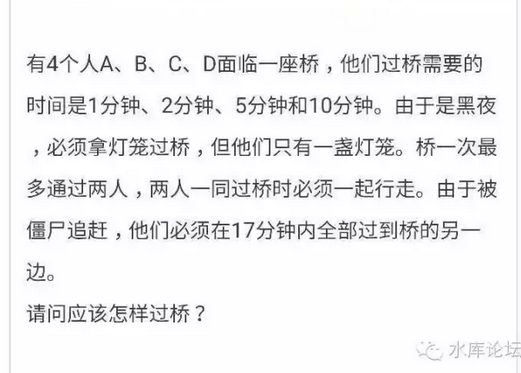 有4个人A、B、C、D面临一座桥，他们过桥需要的
时间是1分钟、2分钟、5分钟和10分钟。由于是黑夜
，必须拿灯笼过桥，但他们只有一盏灯笼。桥一次最
多通过两人，两人一同过桥时必须一起行走。由于被
僵尸追赶，他们必须在17分钟内全部过到桥的另一
边。
请问应该怎样过桥？
水库论坛